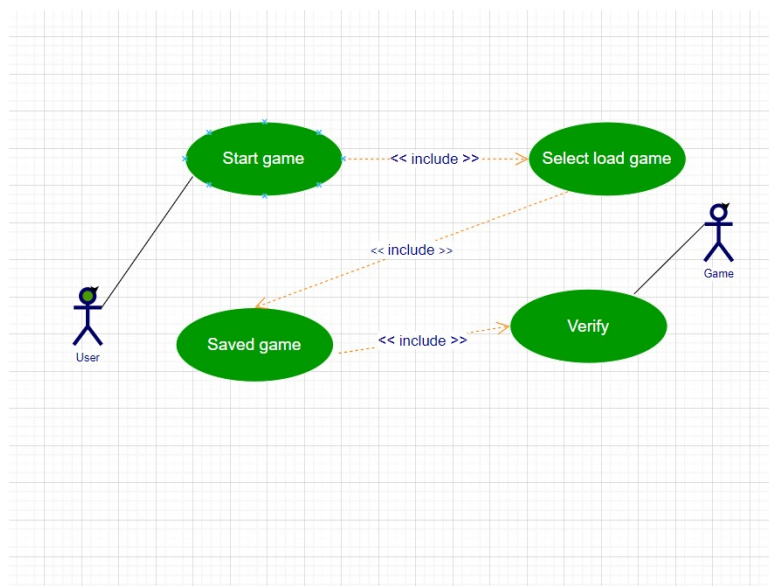 Start game
<< include >>
Select load game
<< include >>
Game
User
Saved game
<< include >>
Verify